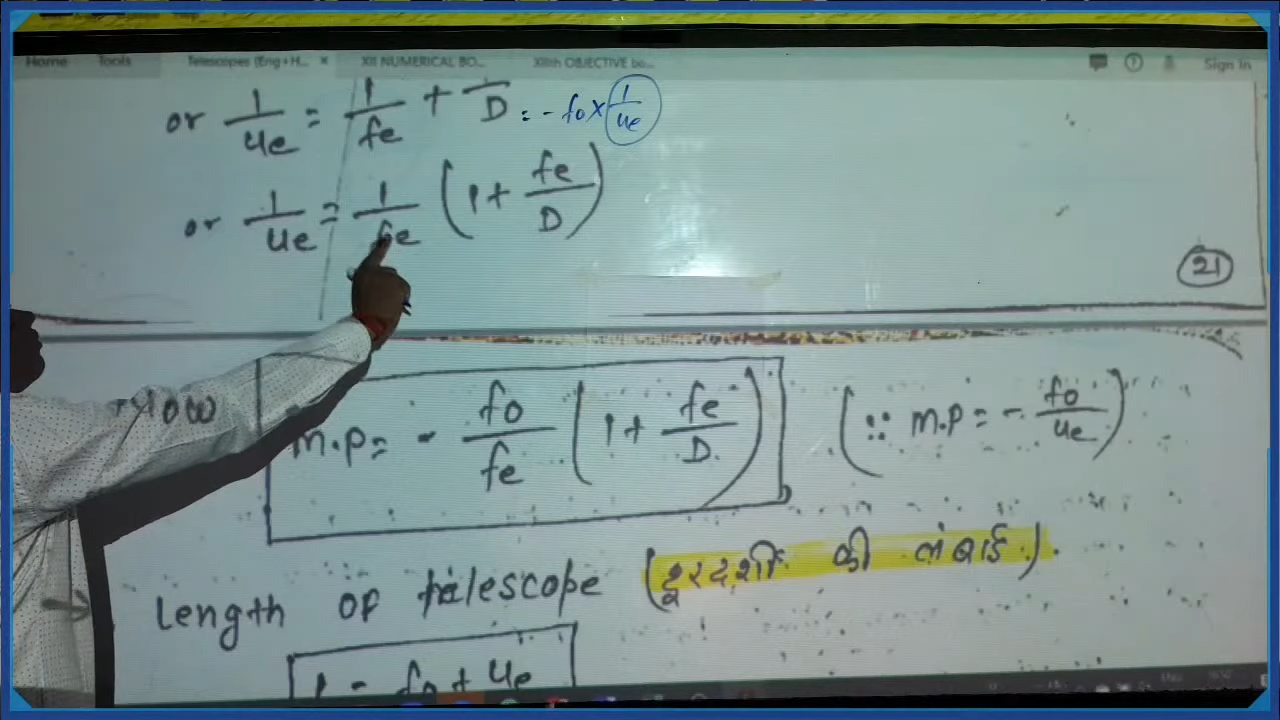 Home Tools Telescopes (Eng+H... × XII NUMERICAL BO... XIIth OBJECTIVE bo... Sign In
or 1/ue = 1/fe + 1/D = - fo × 1/ue
or 1/ue = 1/fe (1 + fe/D)
21
m.p = - fo/fe (1 + fe/D) (∵ m.p = - fo/ue)
Length OF telescope (दूरदर्शी की लंबाई).
L = fo + ue